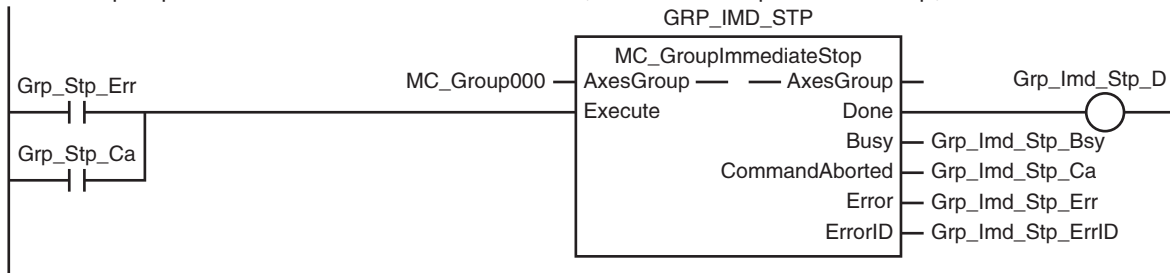 GRP_IMD_STP
MC_GroupImmediateStop
MC_Group000 AxesGroup AxesGroup
Grp_Stp_Err Execute Done Grp_Imd_Stp_D
Grp_Stp_Ca Busy Grp_Imd_Stp_Bsy
CommandAborted Grp_Imd_Stp_Ca
Error Grp_Imd_Stp_Err
ErrorID Grp_Imd_Stp_ErrID